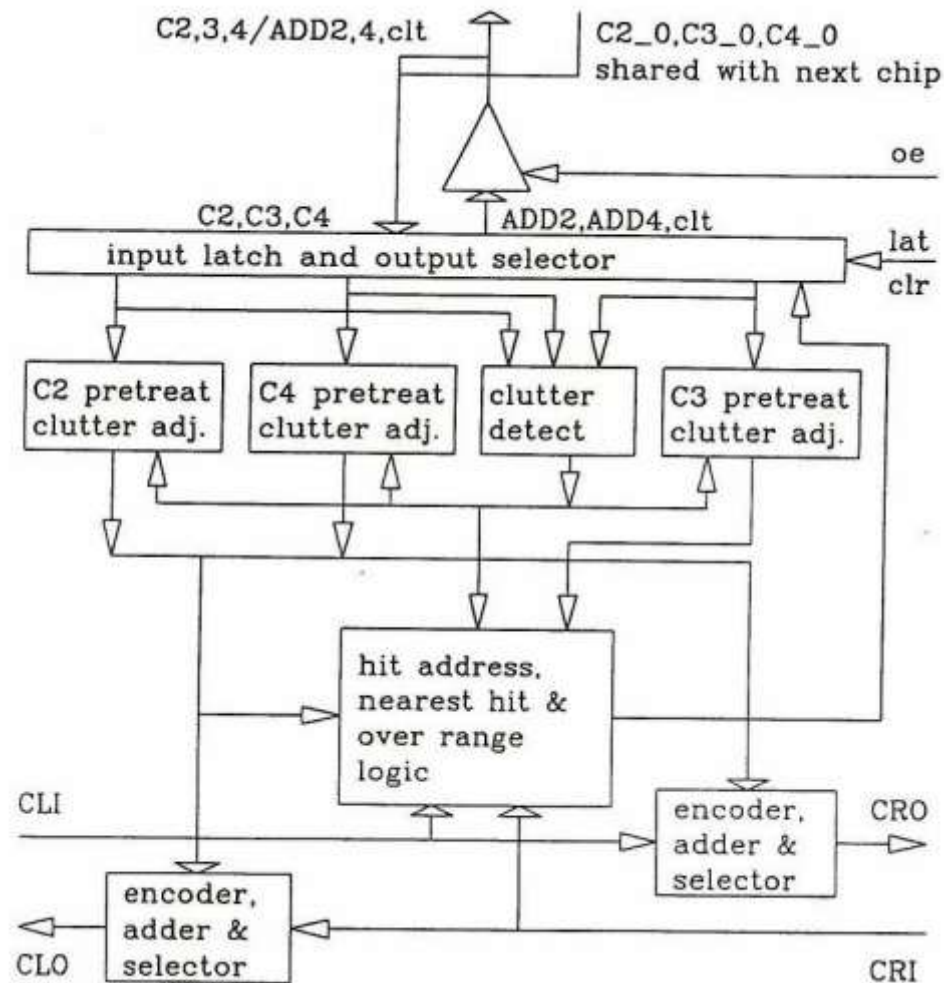 C2,3,4/ADD2,4,clt
C2_0,C3_0,C4_0
shared with next chip
oe
C2,C3,C4
ADD2,ADD4,clt
input latch and output selector
lat
clr
C2 pretreat
clutter adj.
C4 pretreat
clutter adj.
clutter
detect
C3 pretreat
clutter adj.
hit address,
nearest hit &
over range
logic
CLI
encoder,
adder &
selector
CRO
encoder,
adder &
selector
CLO
CRI